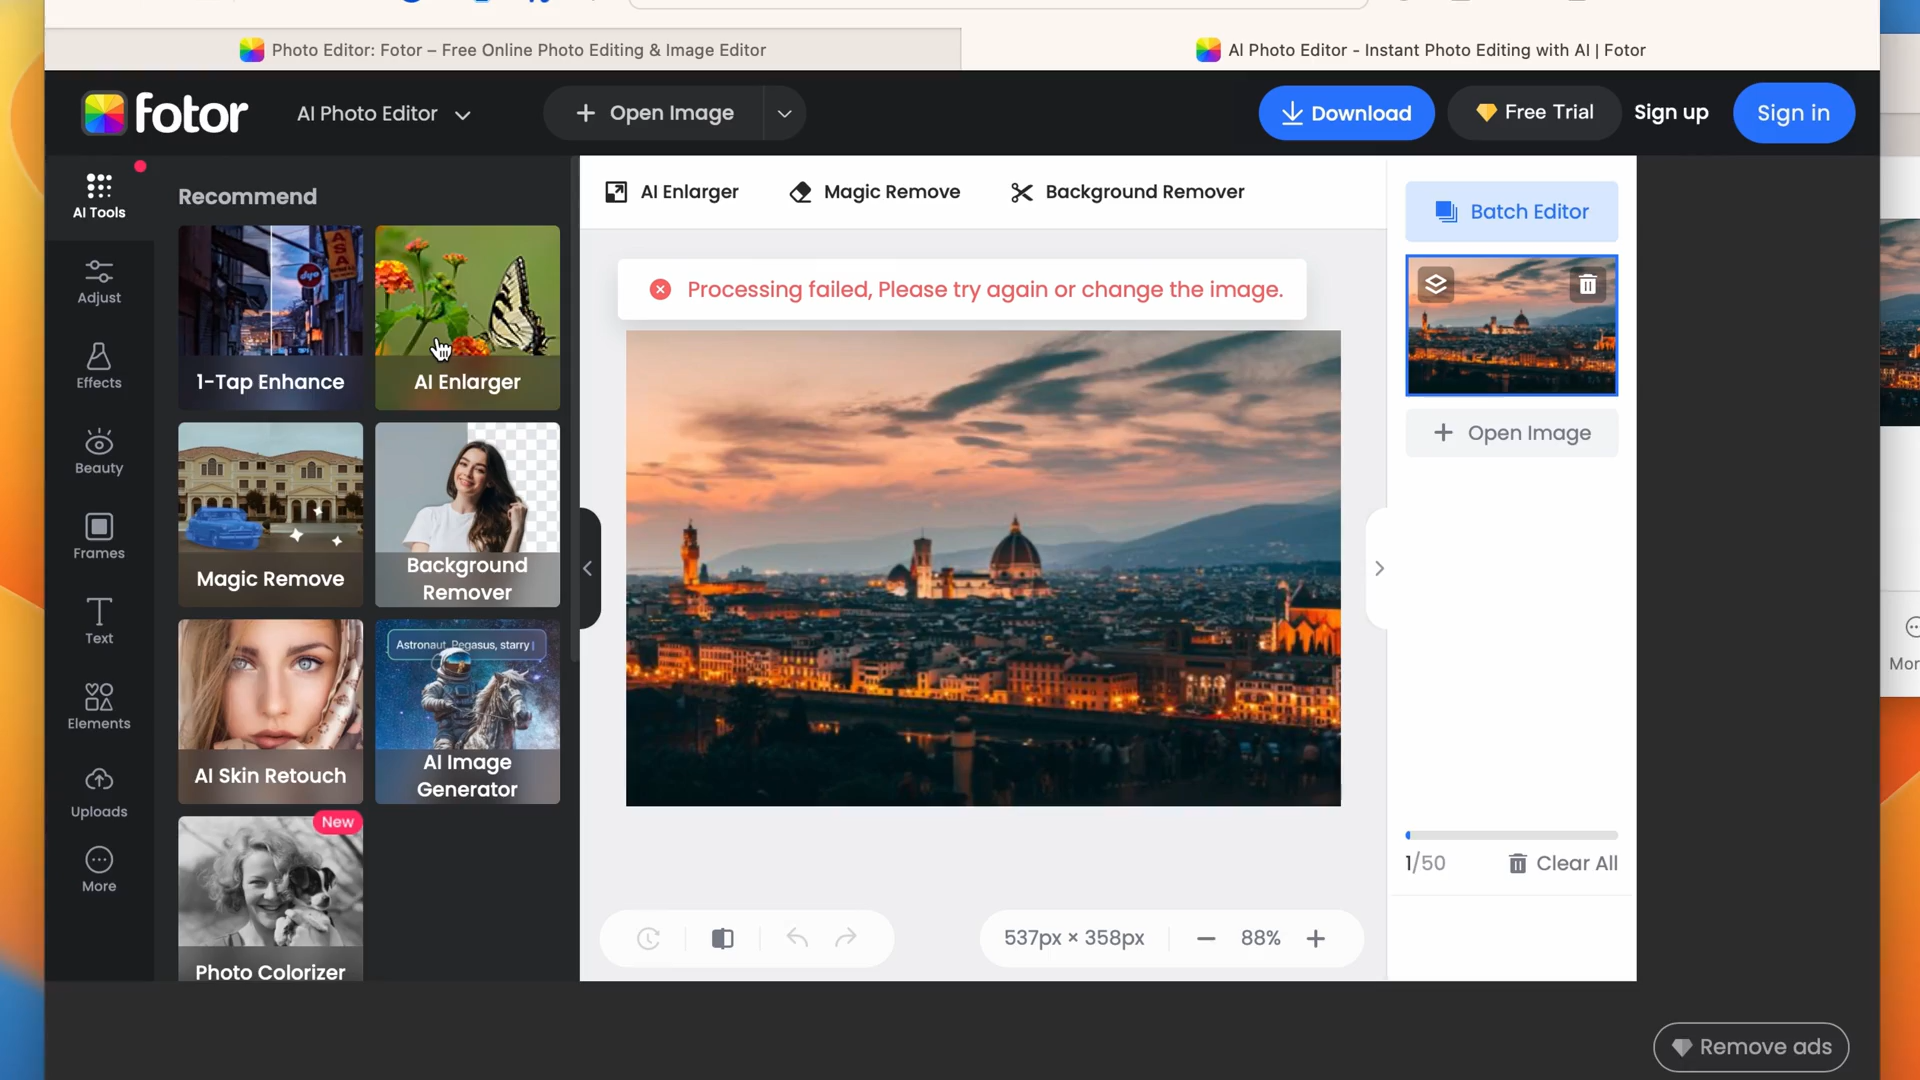 Photo Editor: Fotor – Free Online Photo Editing & Image Editor
AI Photo Editor - Instant Photo Editing with AI | Fotor
fotor
AI Photo Editor
Open Image
Download
Free Trial
Sign up
Sign in
AI Tools
Adjust
Effects
Beauty
Frames
Text
Elements
Uploads
More
Recommend
ASA
1-Tap Enhance
AI Enlarger
Magic Remove
Background
Remover
AI Skin Retouch
Astronaut, Pegasus, starry
AI Image
Generator
New
Photo Colorizer
AI Enlarger
Magic Remove
Background Remover
Processing failed, Please try again or change the image.
537px × 358px
88%
Batch Editor
Open Image
1/50
Clear All
Remove ads
Mor